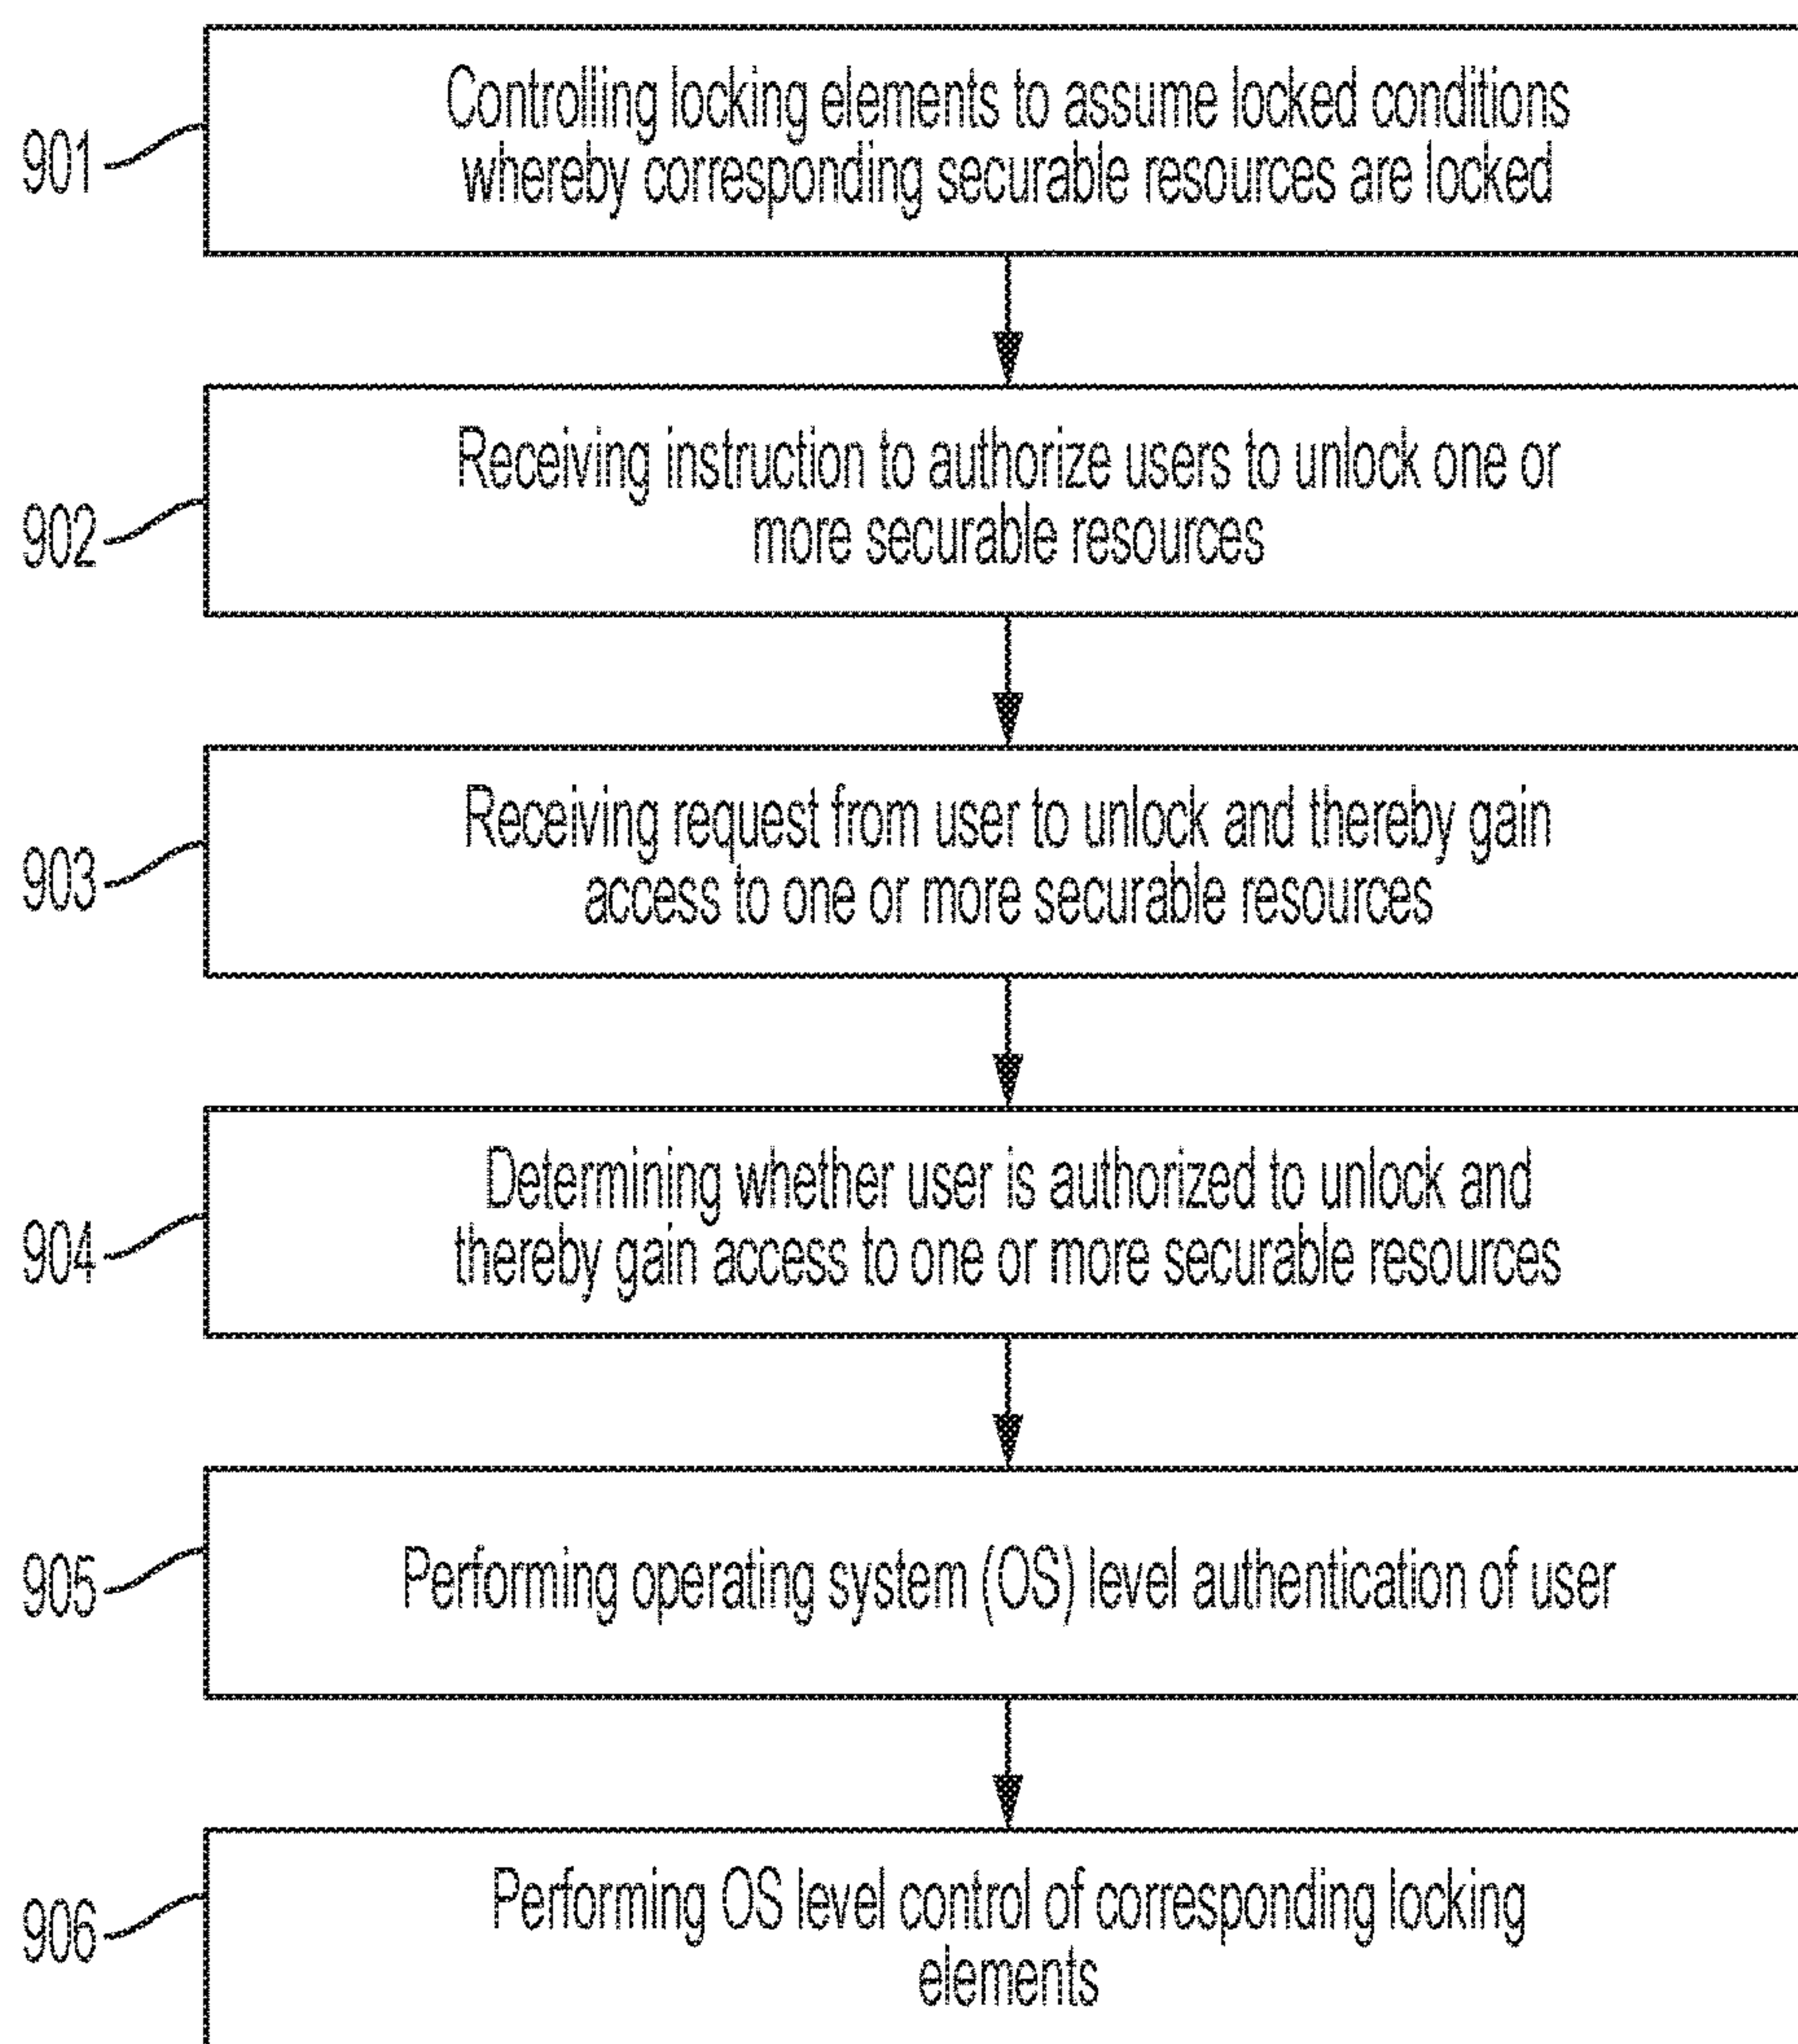 Controlling locking elements to assume locked conditions
901
whereby corresponding securable resources are locked
Receiving instruction to authorize users to unlock one or
902
more securable resources
Receiving request from user to unlock and thereby gain
903
access to one or more securable resources
Determining whether user is authorized to unlock and
904
thereby gain access to one or more securable resources
905
Performing operating system (OS) level authentication of user
Performing OS level control of corresponding locking
906
elements